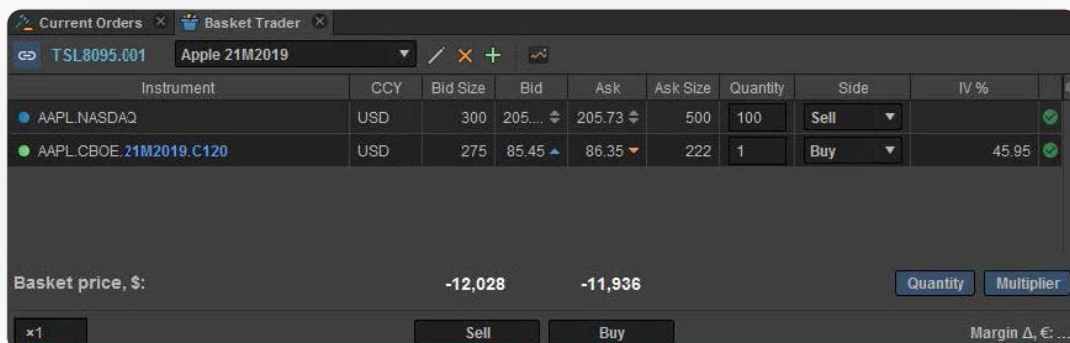 Current Orders Basket Trader
TSL8095.001 Apple 21M2019
Instrument CCY Bid Size Bid Ask Ask Size Quantity Side IV %
AAPL.NASDAQ USD 300 205.... 205.73 500 100 Sell
AAPL.CBOE.21M2019.C120 USD 275 85.45 86.35 222 1 Buy 45.95
Basket price, $: -12,028 -11,936 Quantity Multiplier
×1 Sell Buy Margin Δ, €: ...